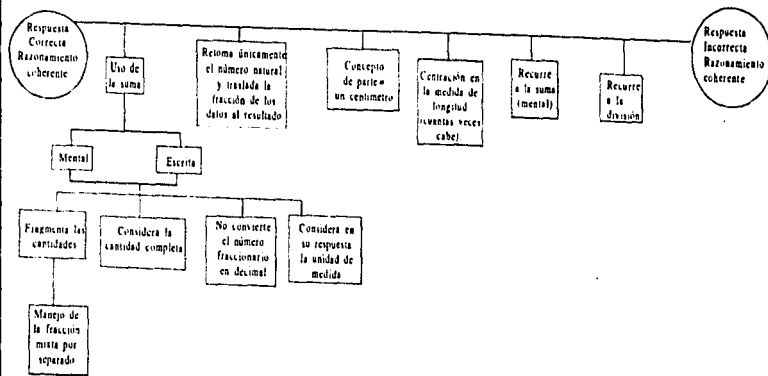 Respuesta
Correcta
Razonamiento
coherente
Uso de
la suma
Retoma únicamente
el número natural
y traslada la
fracción de los
datos al resultado
Concepto
de parte=
un centímetro
Centración en
la medida de
longitud
(cuantas veces
cabe)
Recurre
a la suma
(mental)
Recurre
a la
división
Respuesta
Incorrecta
Razonamiento
coherente
Mental
Escrita
Fragmenta las
cantidades
Considera la
cantidad completa
No convierte
el número
fraccionario
en decimal
Considera en
su respuesta
la unidad de
medida
Manejo de
la fracción
mixta por
separado